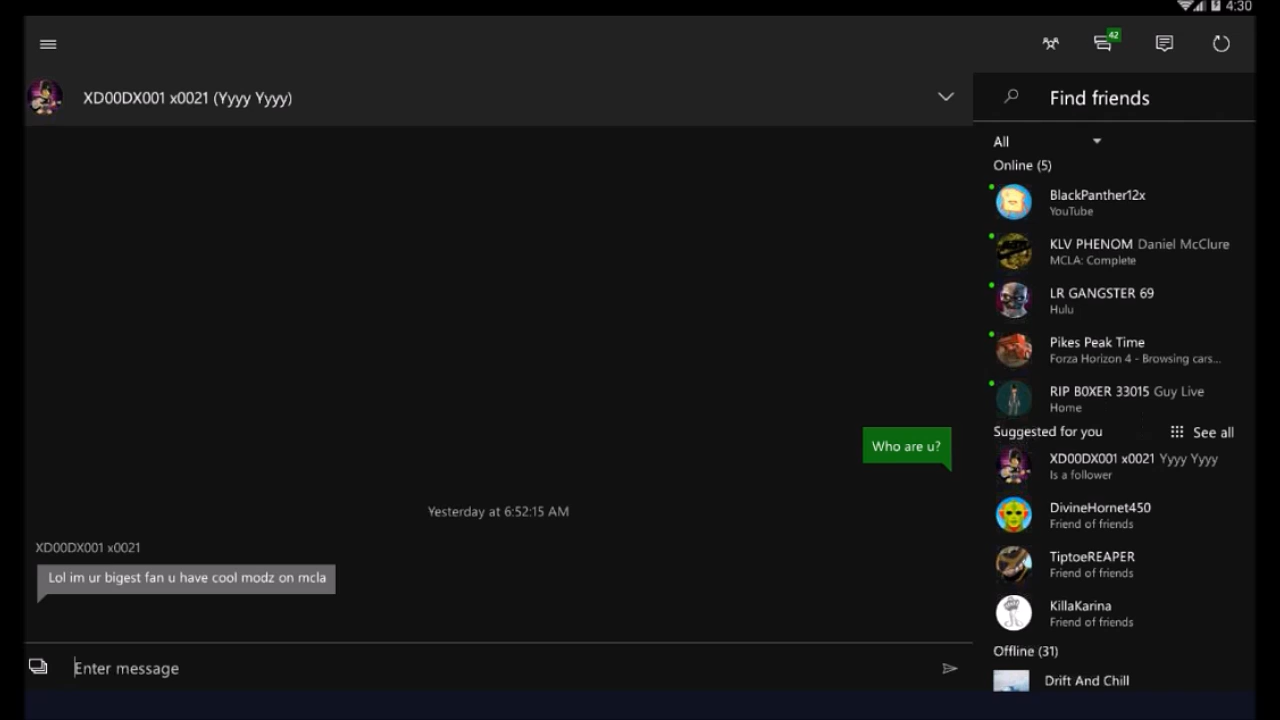 4:30
42
XD00DX001 x0021 (Yyyy Yyyy)
Who are u?
Yesterday at 6:52:15 AM
XD00DX001 x0021
Lol im ur bigest fan u have cool modz on mcla
Enter message
Find friends
All
Online (5)
BlackPanther12x
YouTube
KLV PHENOM Daniel McClure
MCLA: Complete
LR GANGSTER 69
Hulu
Pikes Peak Time
Forza Horizon 4 - Browsing cars...
RIP B0XER 33015 Guy Live
Home
Suggested for you
See all
XD00DX001 x0021 Yyyy Yyyy
Is a follower
DivineHornet450
Friend of friends
TiptoeREAPER
Friend of friends
KillaKarina
Friend of friends
Offline (31)
Drift And Chill